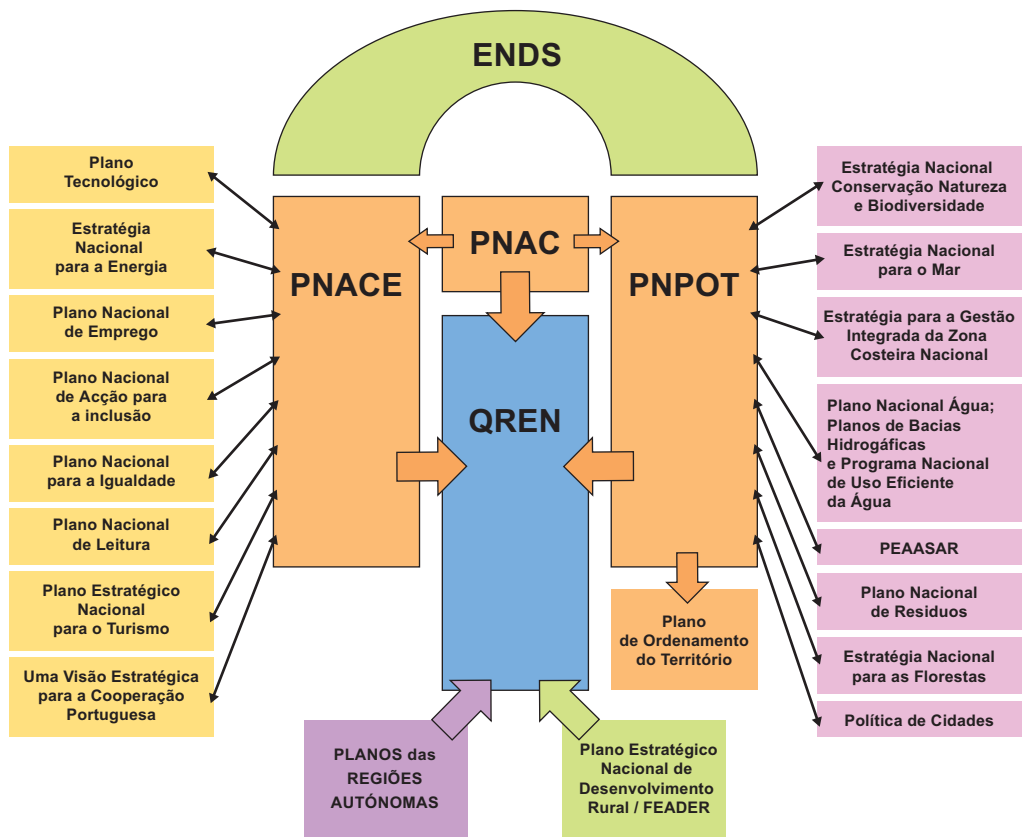 ENDS
Plano
Tecnológico
Estratégia
Nacional
para a Energia
Plano Nacional
de Emprego
Plano Nacional
de Acção para
a inclusão
Plano Nacional
para a Igualdade
Plano Nacional
de Leitura
Plano Estratégico
Nacional
para o Turismo
Uma Visão Estratégica
para a Cooperação
Portuguesa
PNACE
PNAC
PNPOT
QREN
Plano
de Ordenamento
do Território
PLANOS das
REGIÕES
AUTÓNOMAS
Plano Estratégico
Nacional de
Desenvolvimento
Rural / FEADER
Estratégia Nacional
Conservação Natureza
e Biodiversidade
Estratégia Nacional
para o Mar
Estratégia para a Gestão
Integrada da Zona
Costeira Nacional
Plano Nacional Água;
Planos de Bacias
Hidrogáficas
e Programa Nacional
de Uso Eficiente
da Água
PEAASAR
Plano Nacional
de Residuos
Estratégia Nacional
para as Florestas
Política de Cidades